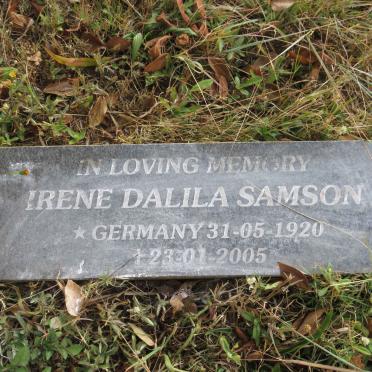 IN LOVING MEMORY
IRENE DALILA SAMSON
★ GERMANY 31-05-1920
† 23-01-2005